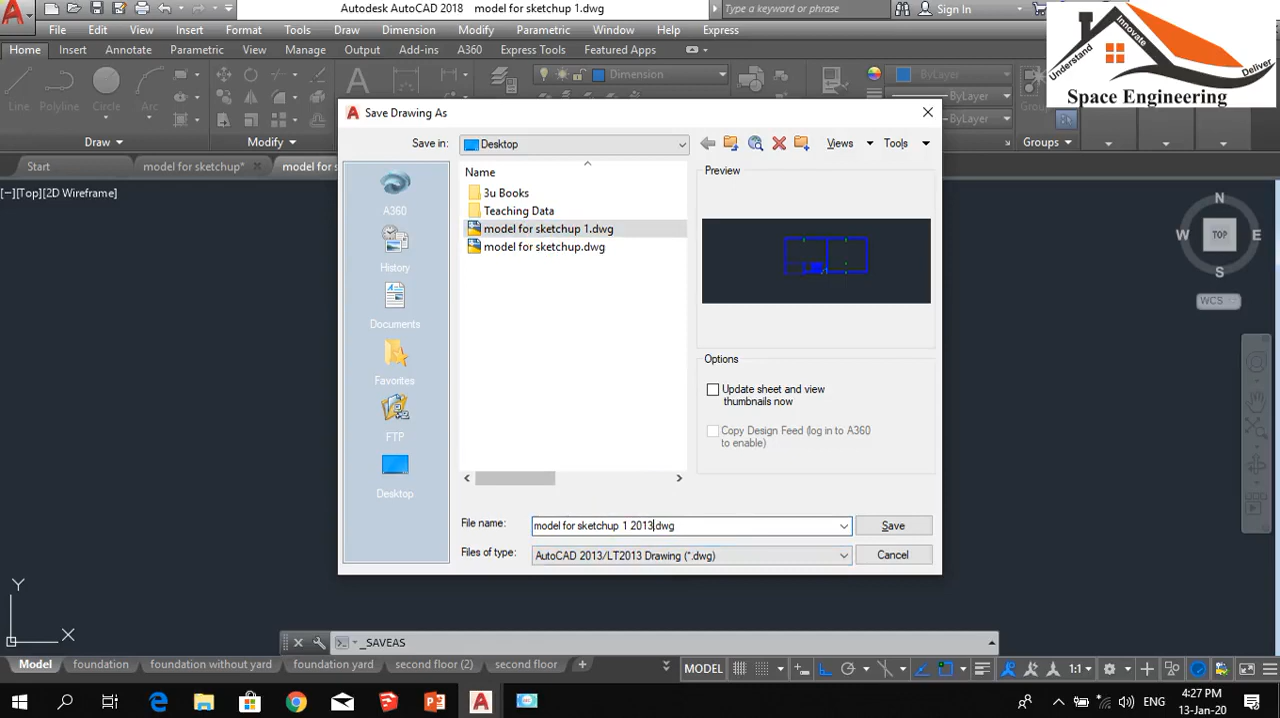 Autodesk AutoCAD 2018 model for sketchup 1.dwg
Type a keyword or phrase
Sign In
File Edit View Insert Format Tools Draw Dimension Modify Parametric Window Help Express
Home Insert Annotate Parametric View Manage Output Add-ins A360 Express Tools Featured Apps
Understand
Innovate
Deliver
Space Engineering
Line Polyline Circle Arc
Dimension
ByLayer
ByLayer
ByLayer
Draw Modify Groups
Start model for sketchup* model for
[−][Top][2D Wireframe]
Save Drawing As
Save in: Desktop Views Tools
Name
3u Books
Teaching Data
model for sketchup 1.dwg
model for sketchup.dwg
A360
History
Documents
Favorites
FTP
Desktop
Preview
Options
Update sheet and view
thumbnails now
Copy Design Feed (log in to A360
to enable)
File name: model for sketchup 1 2013.dwg Save
Files of type: AutoCAD 2013/LT2013 Drawing (*.dwg) Cancel
N
W TOP E
S
WCS
Y
X
_SAVEAS
Model foundation foundation without yard foundation yard second floor (2) second floor
MODEL 1:1
ENG
4:27 PM
13-Jan-20